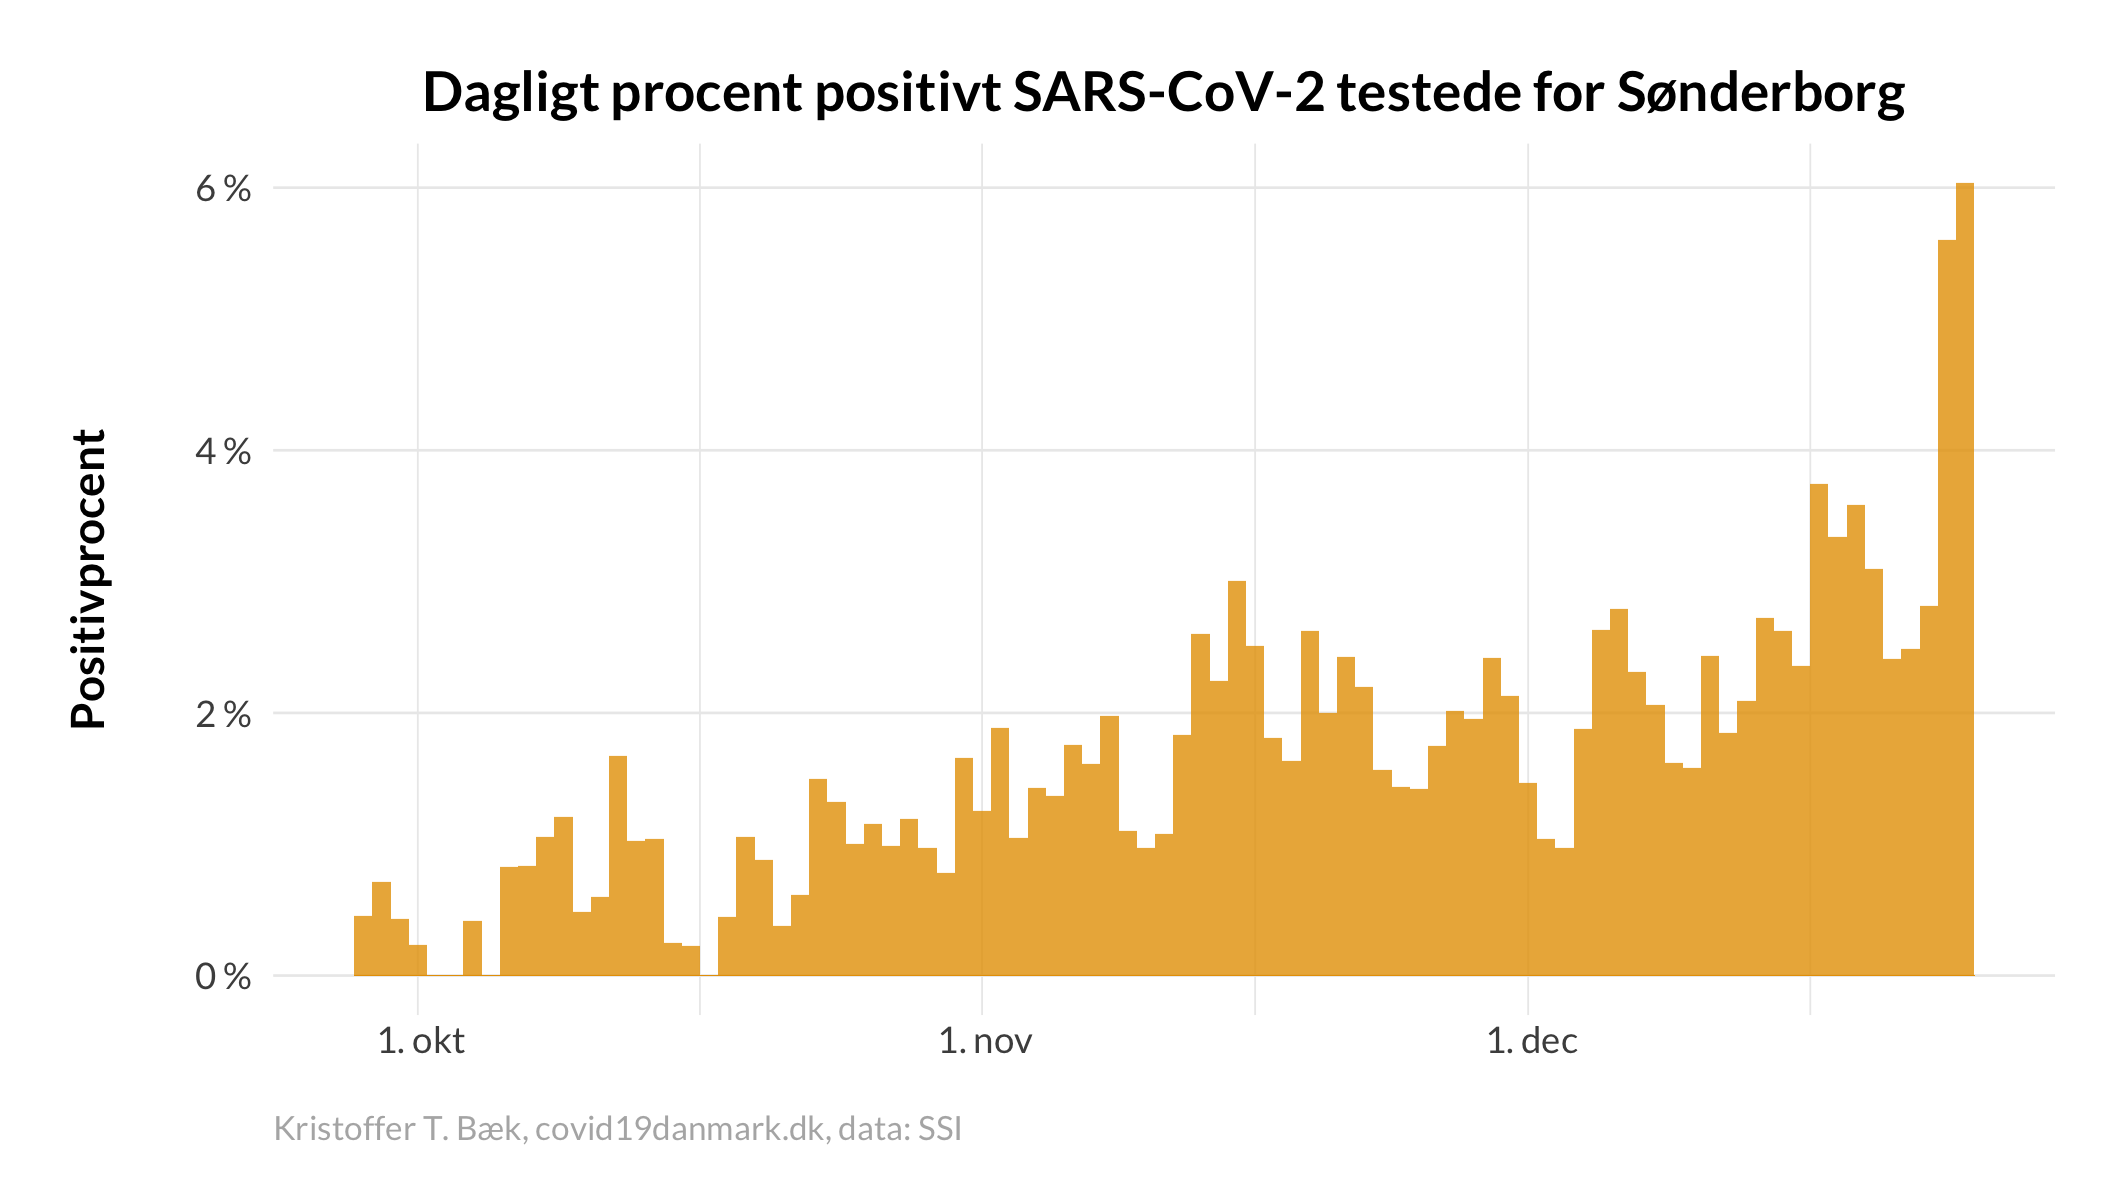 Dagligt procent positivt SARS-CoV-2 testede for Sønderborg
Positivprocent
6 %
4 %
2 %
0 %
1. okt
1. nov
1. dec
Kristoffer T. Bæk, covid19danmark.dk, data: SSI